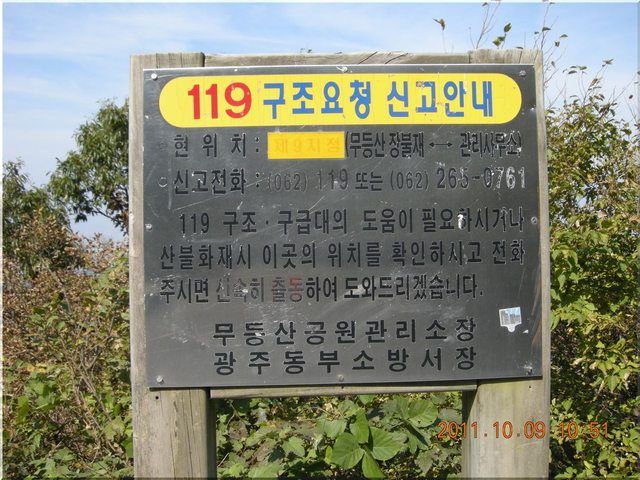 119 구조요청 신고안내
현 위치 : 제9지점 (무등산 장불재 ↔ 관리사무소)
신고전화 : (062) 119 또는 (062) 265-0761
119 구조 · 구급대의 도움이 필요하시거나
산불화재시 이곳의 위치를 확인하시고 전화
주시면 신속히 출동하여 도와드리겠습니다.
무등산공원관리소장
광주동부소방서장
2011.10.09 10:51